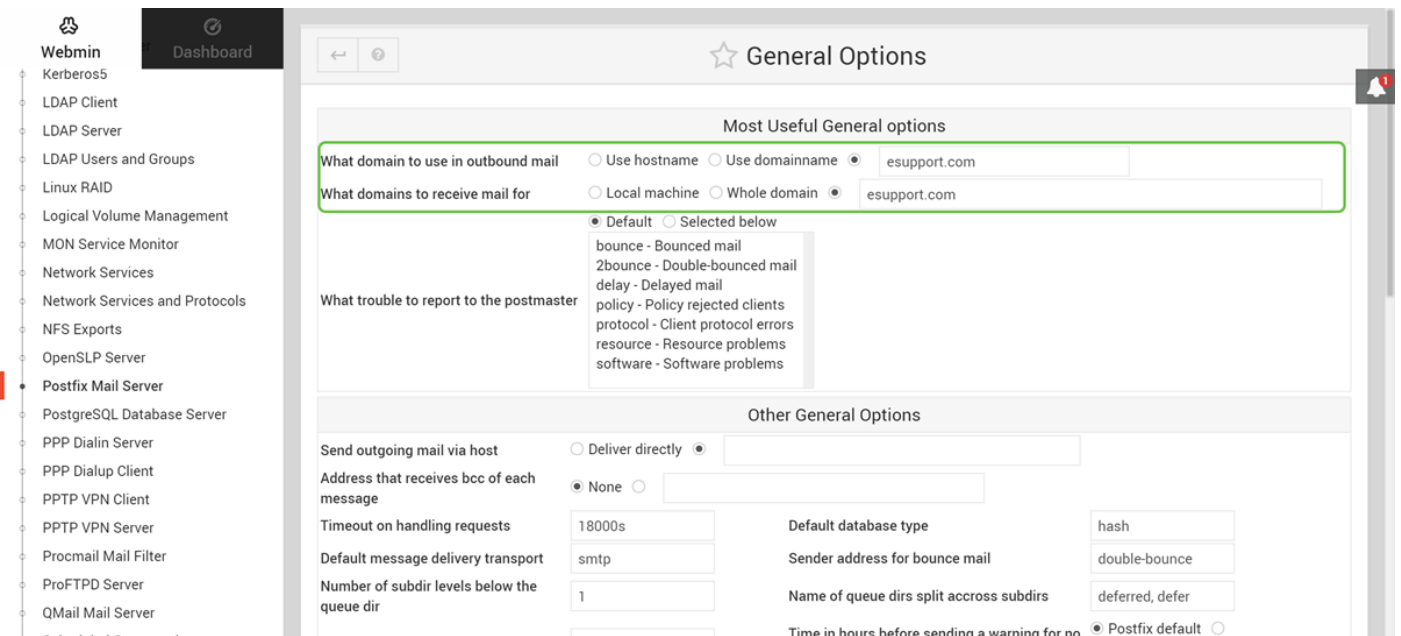 Webmin
Dashboard
Kerberos5
LDAP Client
LDAP Server
LDAP Users and Groups
Linux RAID
Logical Volume Management
MON Service Monitor
Network Services
Network Services and Protocols
NFS Exports
OpenSLP Server
Postfix Mail Server
PostgreSQL Database Server
PPP Dialin Server
PPP Dialup Client
PPTP VPN Client
PPTP VPN Server
Procmail Mail Filter
ProFTPD Server
QMail Mail Server
General Options
1
Most Useful General options
What domain to use in outbound mail Use hostname Use domainname esupport.com
What domains to receive mail for Local machine Whole domain esupport.com
Default Selected below
What trouble to report to the postmaster
bounce - Bounced mail
2bounce - Double-bounced mail
delay - Delayed mail
policy - Policy rejected clients
protocol - Client protocol errors
resource - Resource problems
software - Software problems
Other General Options
Send outgoing mail via host Deliver directly
Address that receives bcc of each
message
None
Timeout on handling requests 18000s Default database type hash
Default message delivery transport smtp Sender address for bounce mail double-bounce
Number of subdir levels below the
queue dir
1 Name of queue dirs split accross subdirs deferred, defer
Time in hours before sending a warning for no Postfix default